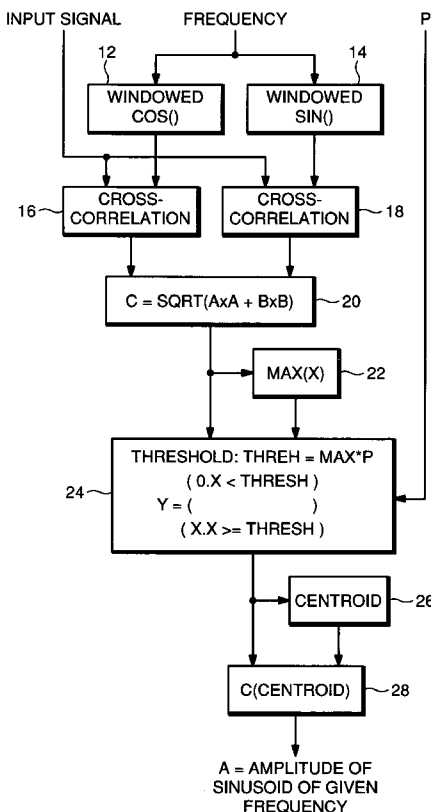 INPUT SIGNAL
FREQUENCY
P
12
14
WINDOWED
COS()
WINDOWED
SIN()
16
CROSS-
CORRELATION
CROSS-
CORRELATION
18
C = SQRT(AxA + BxB)
20
MAX(X)
22
24
THRESHOLD: THREH = MAX*P
( 0.X < THRESH )
Y = ( )
( X.X >= THRESH )
CENTROID
26
C(CENTROID)
28
A = AMPLITUDE OF
SINUSOID OF GIVEN
FREQUENCY